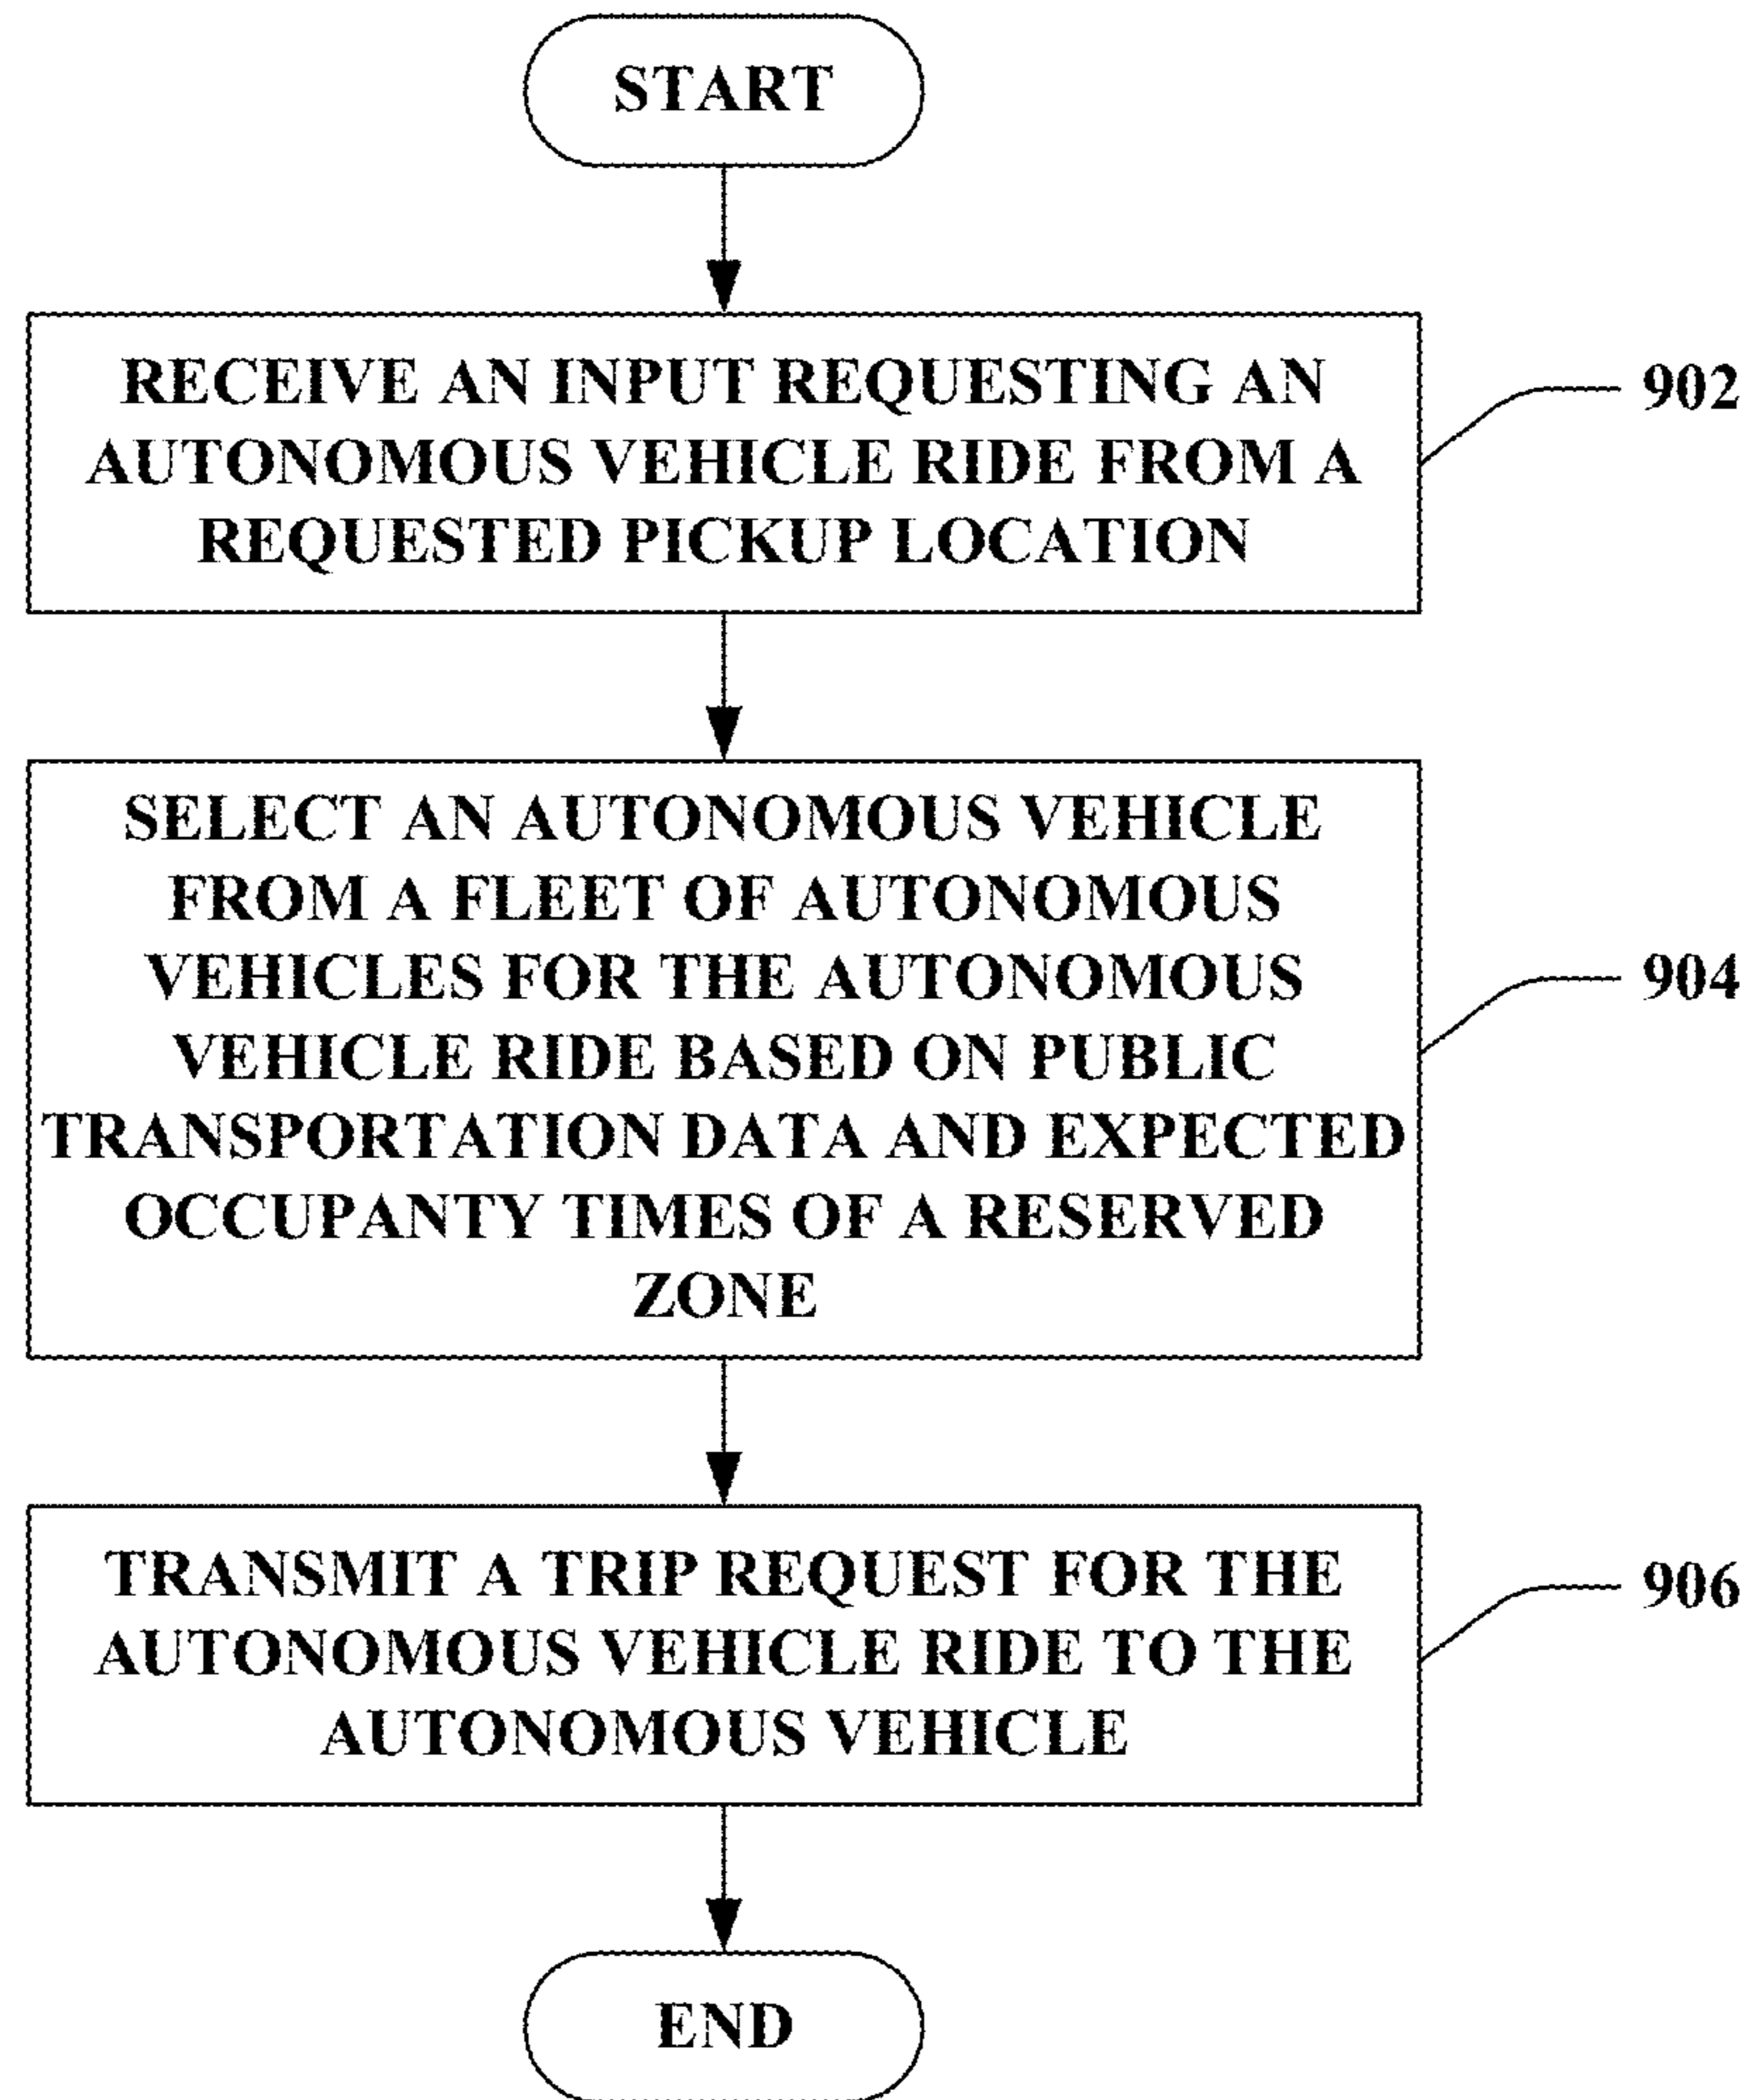 START
RECEIVE AN INPUT REQUESTING AN
AUTONOMOUS VEHICLE RIDE FROM A
REQUESTED PICKUP LOCATION
902
SELECT AN AUTONOMOUS VEHICLE
FROM A FLEET OF AUTONOMOUS
VEHICLES FOR THE AUTONOMOUS
VEHICLE RIDE BASED ON PUBLIC
TRANSPORTATION DATA AND EXPECTED
OCCUPANTY TIMES OF A RESERVED
ZONE
904
TRANSMIT A TRIP REQUEST FOR THE
AUTONOMOUS VEHICLE RIDE TO THE
AUTONOMOUS VEHICLE
906
END